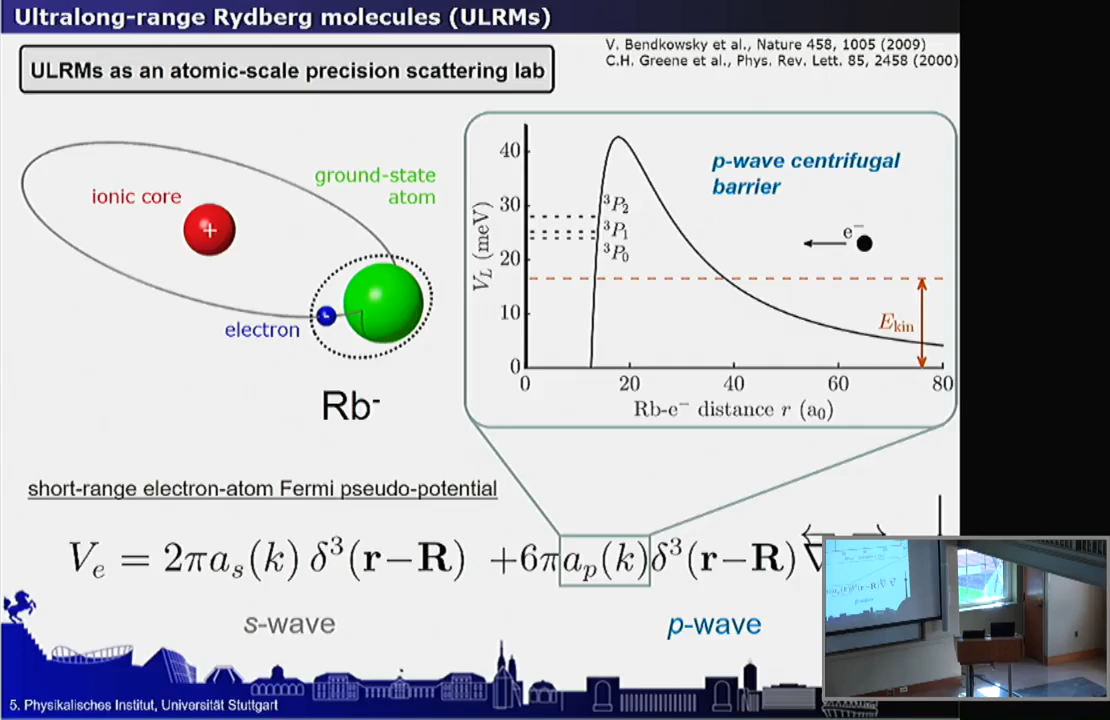 Ultralong-range Rydberg molecules (ULRMs)
V. Bendkowsky et al., Nature 458, 1005 (2009)
C.H. Greene et al., Phys. Rev. Lett. 85, 2458 (2000)
ULRMs as an atomic-scale precision scattering lab
ionic core
+
ground-state
atom
electron
-
Rb⁻
p-wave centrifugal
barrier
V_L (meV)
40
30
20
10
0
³P₂
³P₁
³P₀
e⁻
E_kin
0 20 40 60 80
Rb-e⁻ distance r (a₀)
short-range electron-atom Fermi pseudo-potential
V_e = 2πa_s(k) δ³(r−R) +6πa_p(k)δ³(r−R)
s-wave
p-wave
5. Physikalisches Institut, Universität Stuttgart